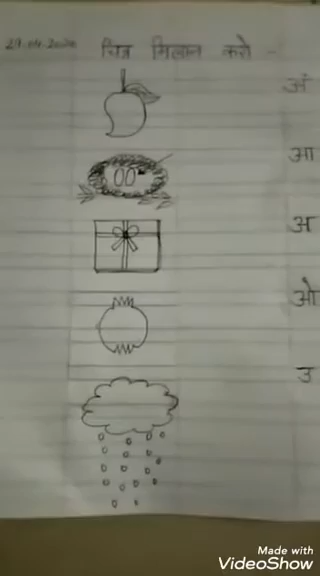 29.04.2020 चित्र मिलान करो -
अं
आ
अ
ओ
उ
Made with
VideoShow